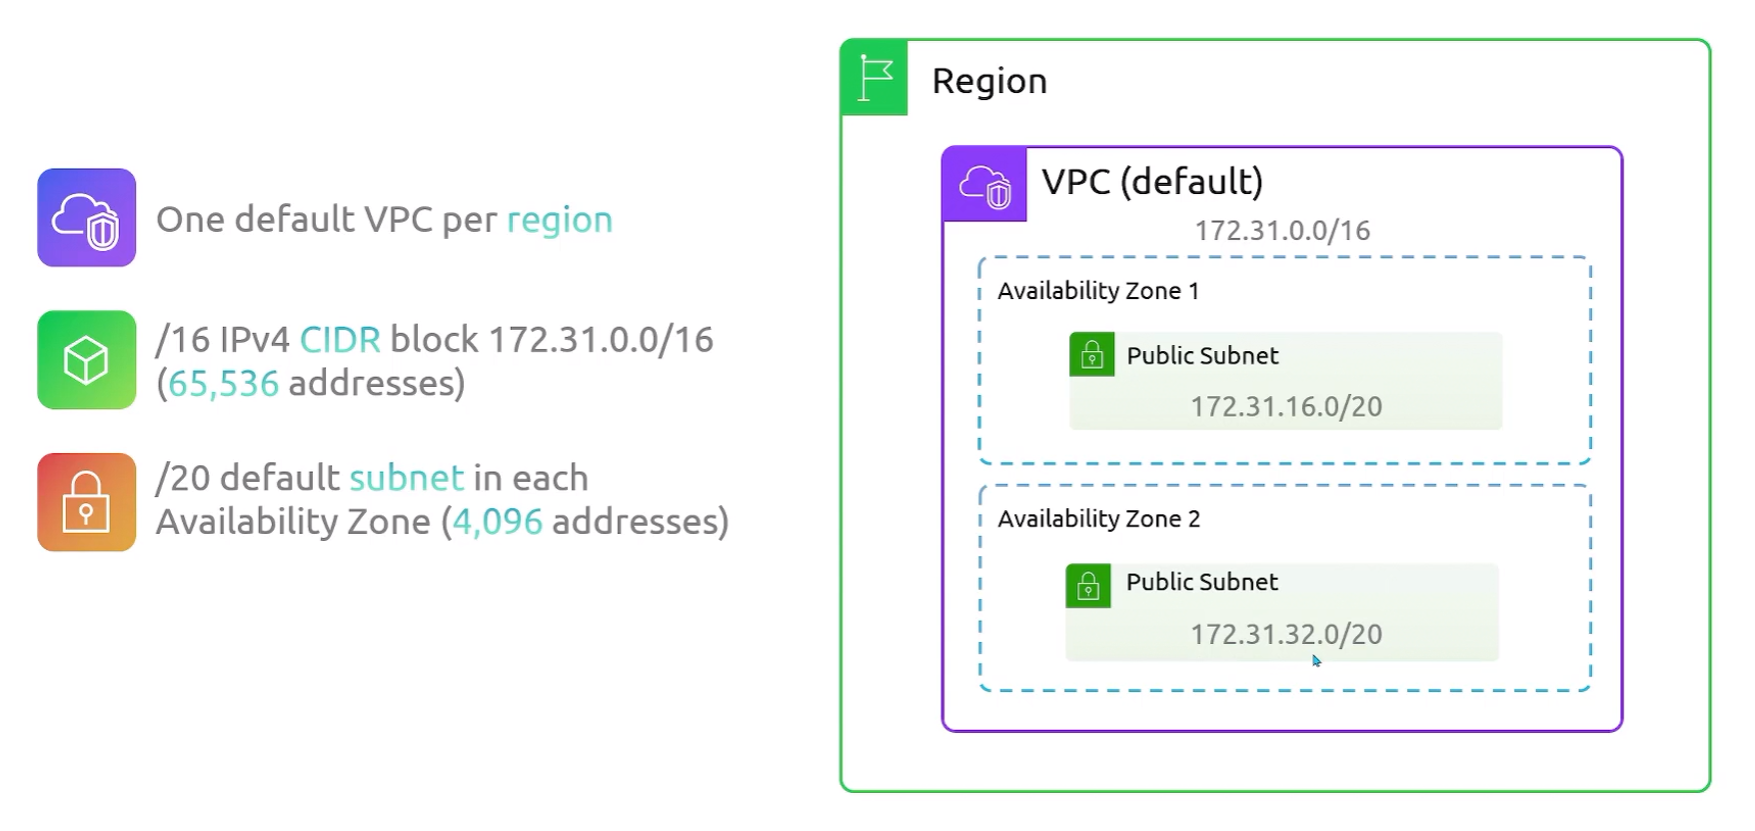 One default VPC per region
/16 IPv4 CIDR block 172.31.0.0/16
(65,536 addresses)
/20 default subnet in each
Availability Zone (4,096 addresses)
Region
VPC (default)
172.31.0.0/16
Availability Zone 1
Public Subnet
172.31.16.0/20
Availability Zone 2
Public Subnet
172.31.32.0/20